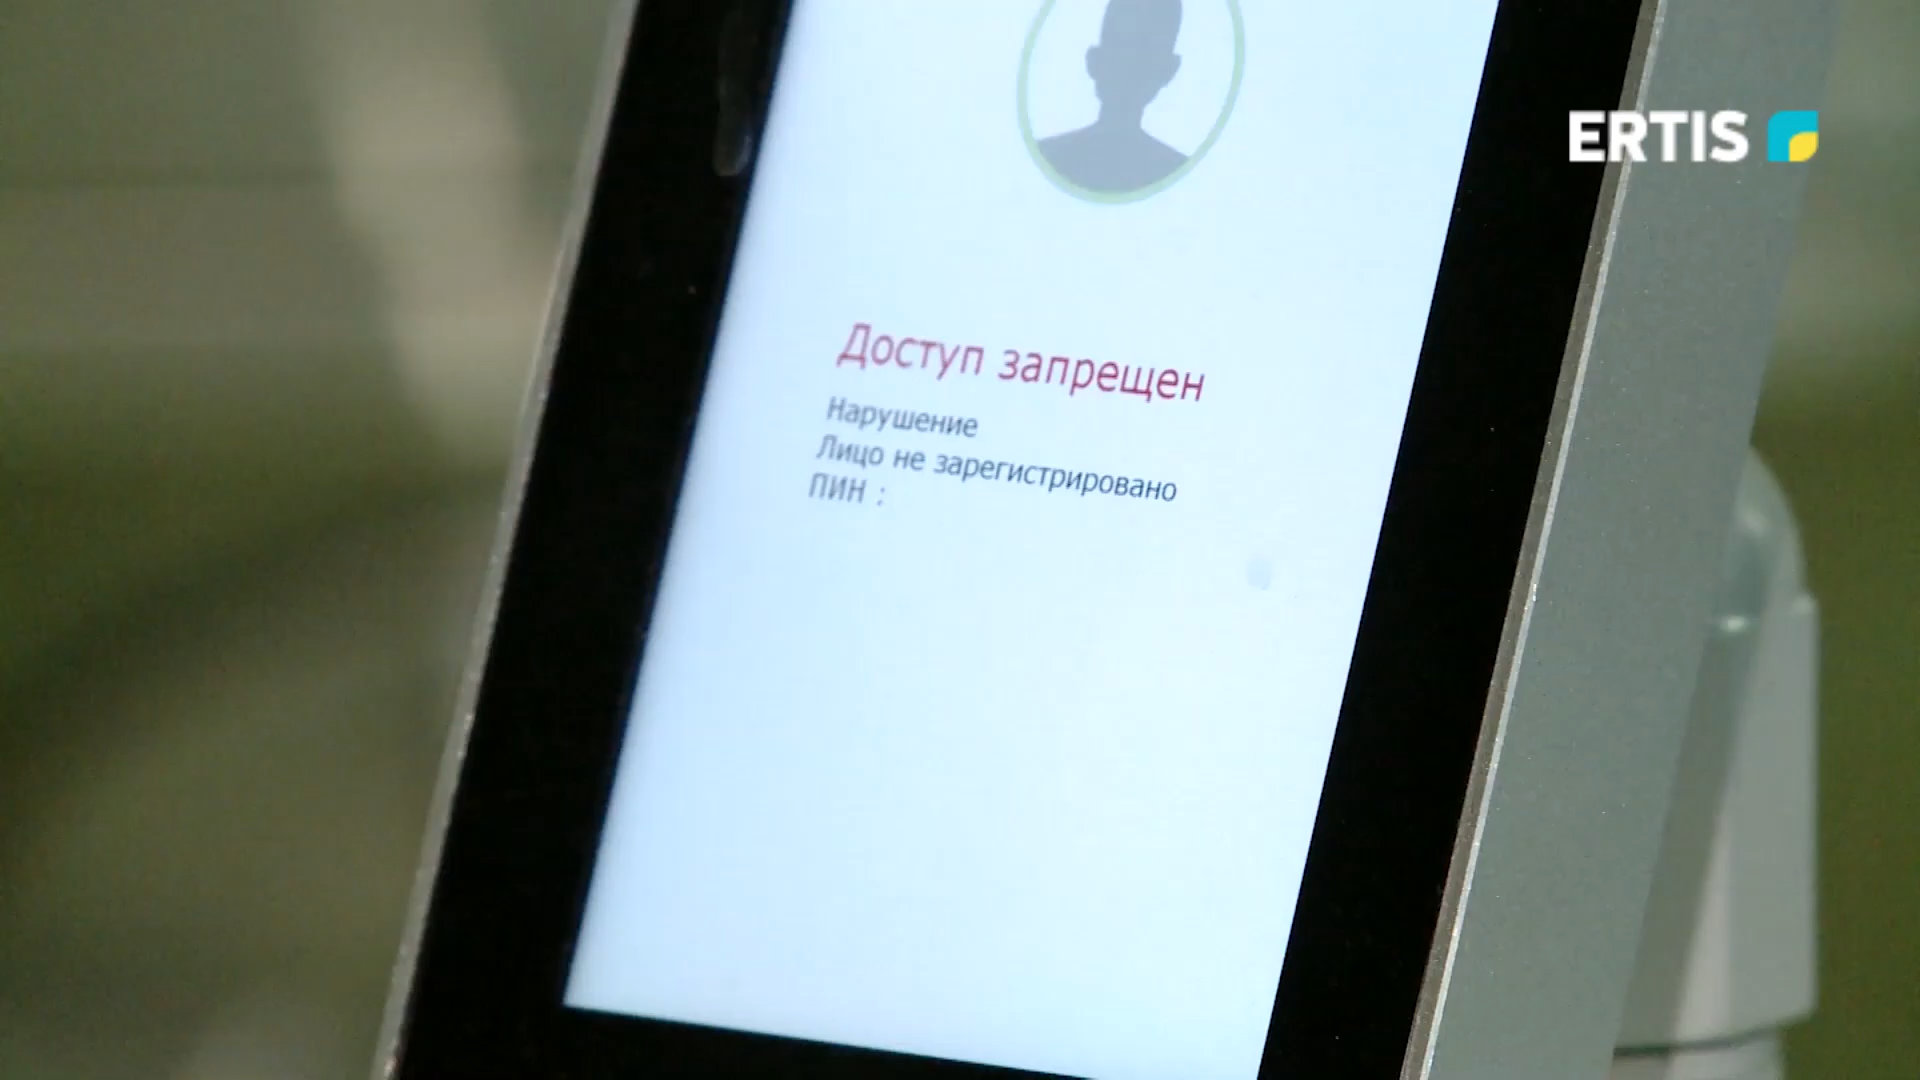 ERTIS
Доступ запрещен
Нарушение
Лицо не зарегистрировано
ПИН :